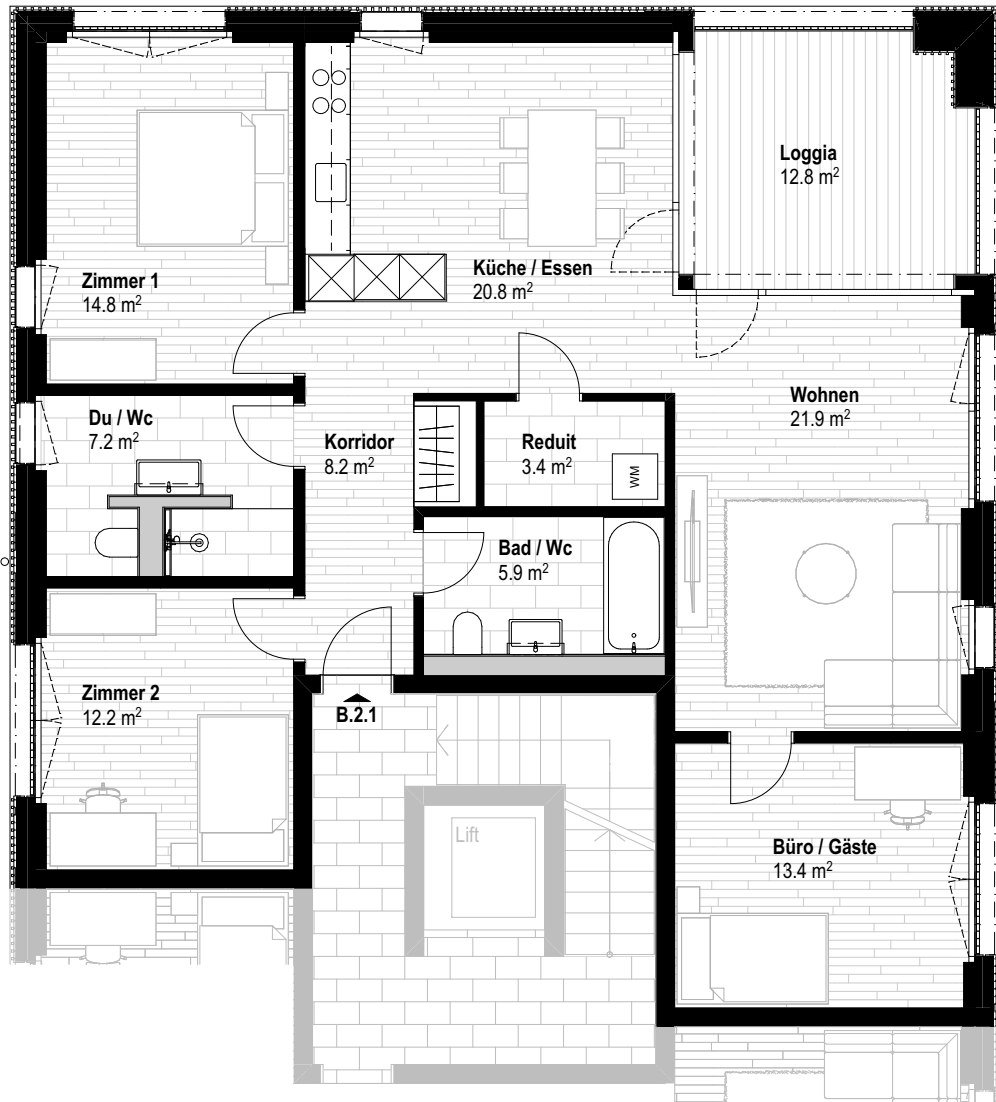 Loggia
12.8 m²
Küche / Essen
20.8 m²
Zimmer 1
14.8 m²
Wohnen
21.9 m²
Du / Wc
7.2 m²
Korridor
8.2 m²
Reduit
3.4 m²
WM
Bad / Wc
5.9 m²
Zimmer 2
12.2 m²
B.2.1
Lift
Büro / Gäste
13.4 m²